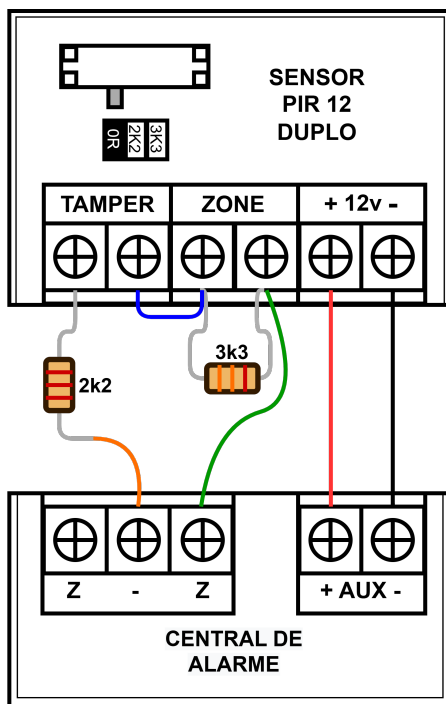 SENSOR
PIR 12
DUPLO
0R
2K2
3K3
TAMPER
ZONE
+ 12v -
3k3
2k2
Z
-
Z
+ AUX -
CENTRAL DE
ALARME